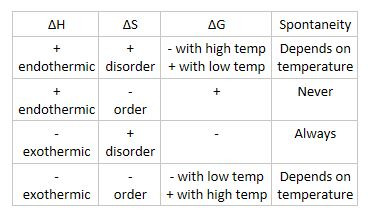 ΔH ΔS ΔG Spontaneity
+ + - with high temp Depends on
endothermic disorder + with low temp temperature
+ - + Never
endothermic order
- + - Always
exothermic disorder
- - - with low temp Depends on
exothermic order + with high temp temperature